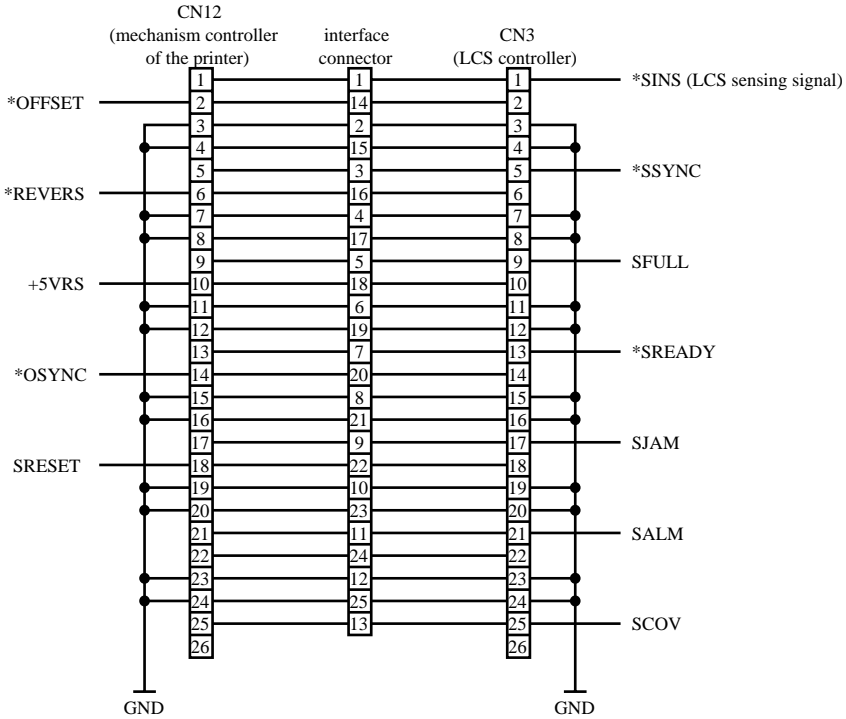 CN12
(mechanism controller
of the printer)
interface
connector
CN3
(LCS controller)
1 1 1 *SINS (LCS sensing signal)
*OFFSET 2 14 2
3 2 3
4 15 4
5 3 5 *SSYNC
*REVERS 6 16 6
7 4 7
8 17 8
9 5 9 SFULL
+5VRS 10 18 10
11 6 11
12 19 12
13 7 13 *SREADY
*OSYNC 14 20 14
15 8 15
16 21 16
17 9 17 SJAM
SRESET 18 22 18
19 10 19
20 23 20
21 11 21 SALM
22 24 22
23 12 23
24 25 24
25 13 25 SCOV
26 26
GND GND